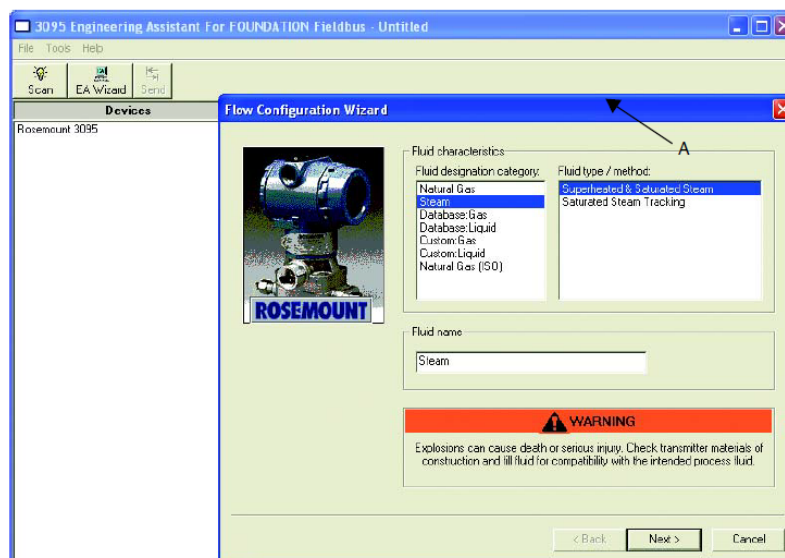 3095 Engineering Assistant For FOUNDATION Fieldbus - Untitled
File Tools Help
Scan EA Wizard Send
Devices
Rosemount 3095
Flow Configuration Wizard
A
Fluid characteristics
Fluid designation category: Fluid type / method:
Natural Gas Superheated & Saturated Steam
Steam Saturated Steam Tracking
Database:Gas
Database:Liquid
Custom:Gas
Custom:Liquid
Natural Gas (ISO)
ROSEMOUNT
Fluid name
Steam
WARNING
Explosions can cause death or serious injury. Check transmitter materials of
construction and fill fluid for compatibility with the intended process fluid.
< Back Next > Cancel